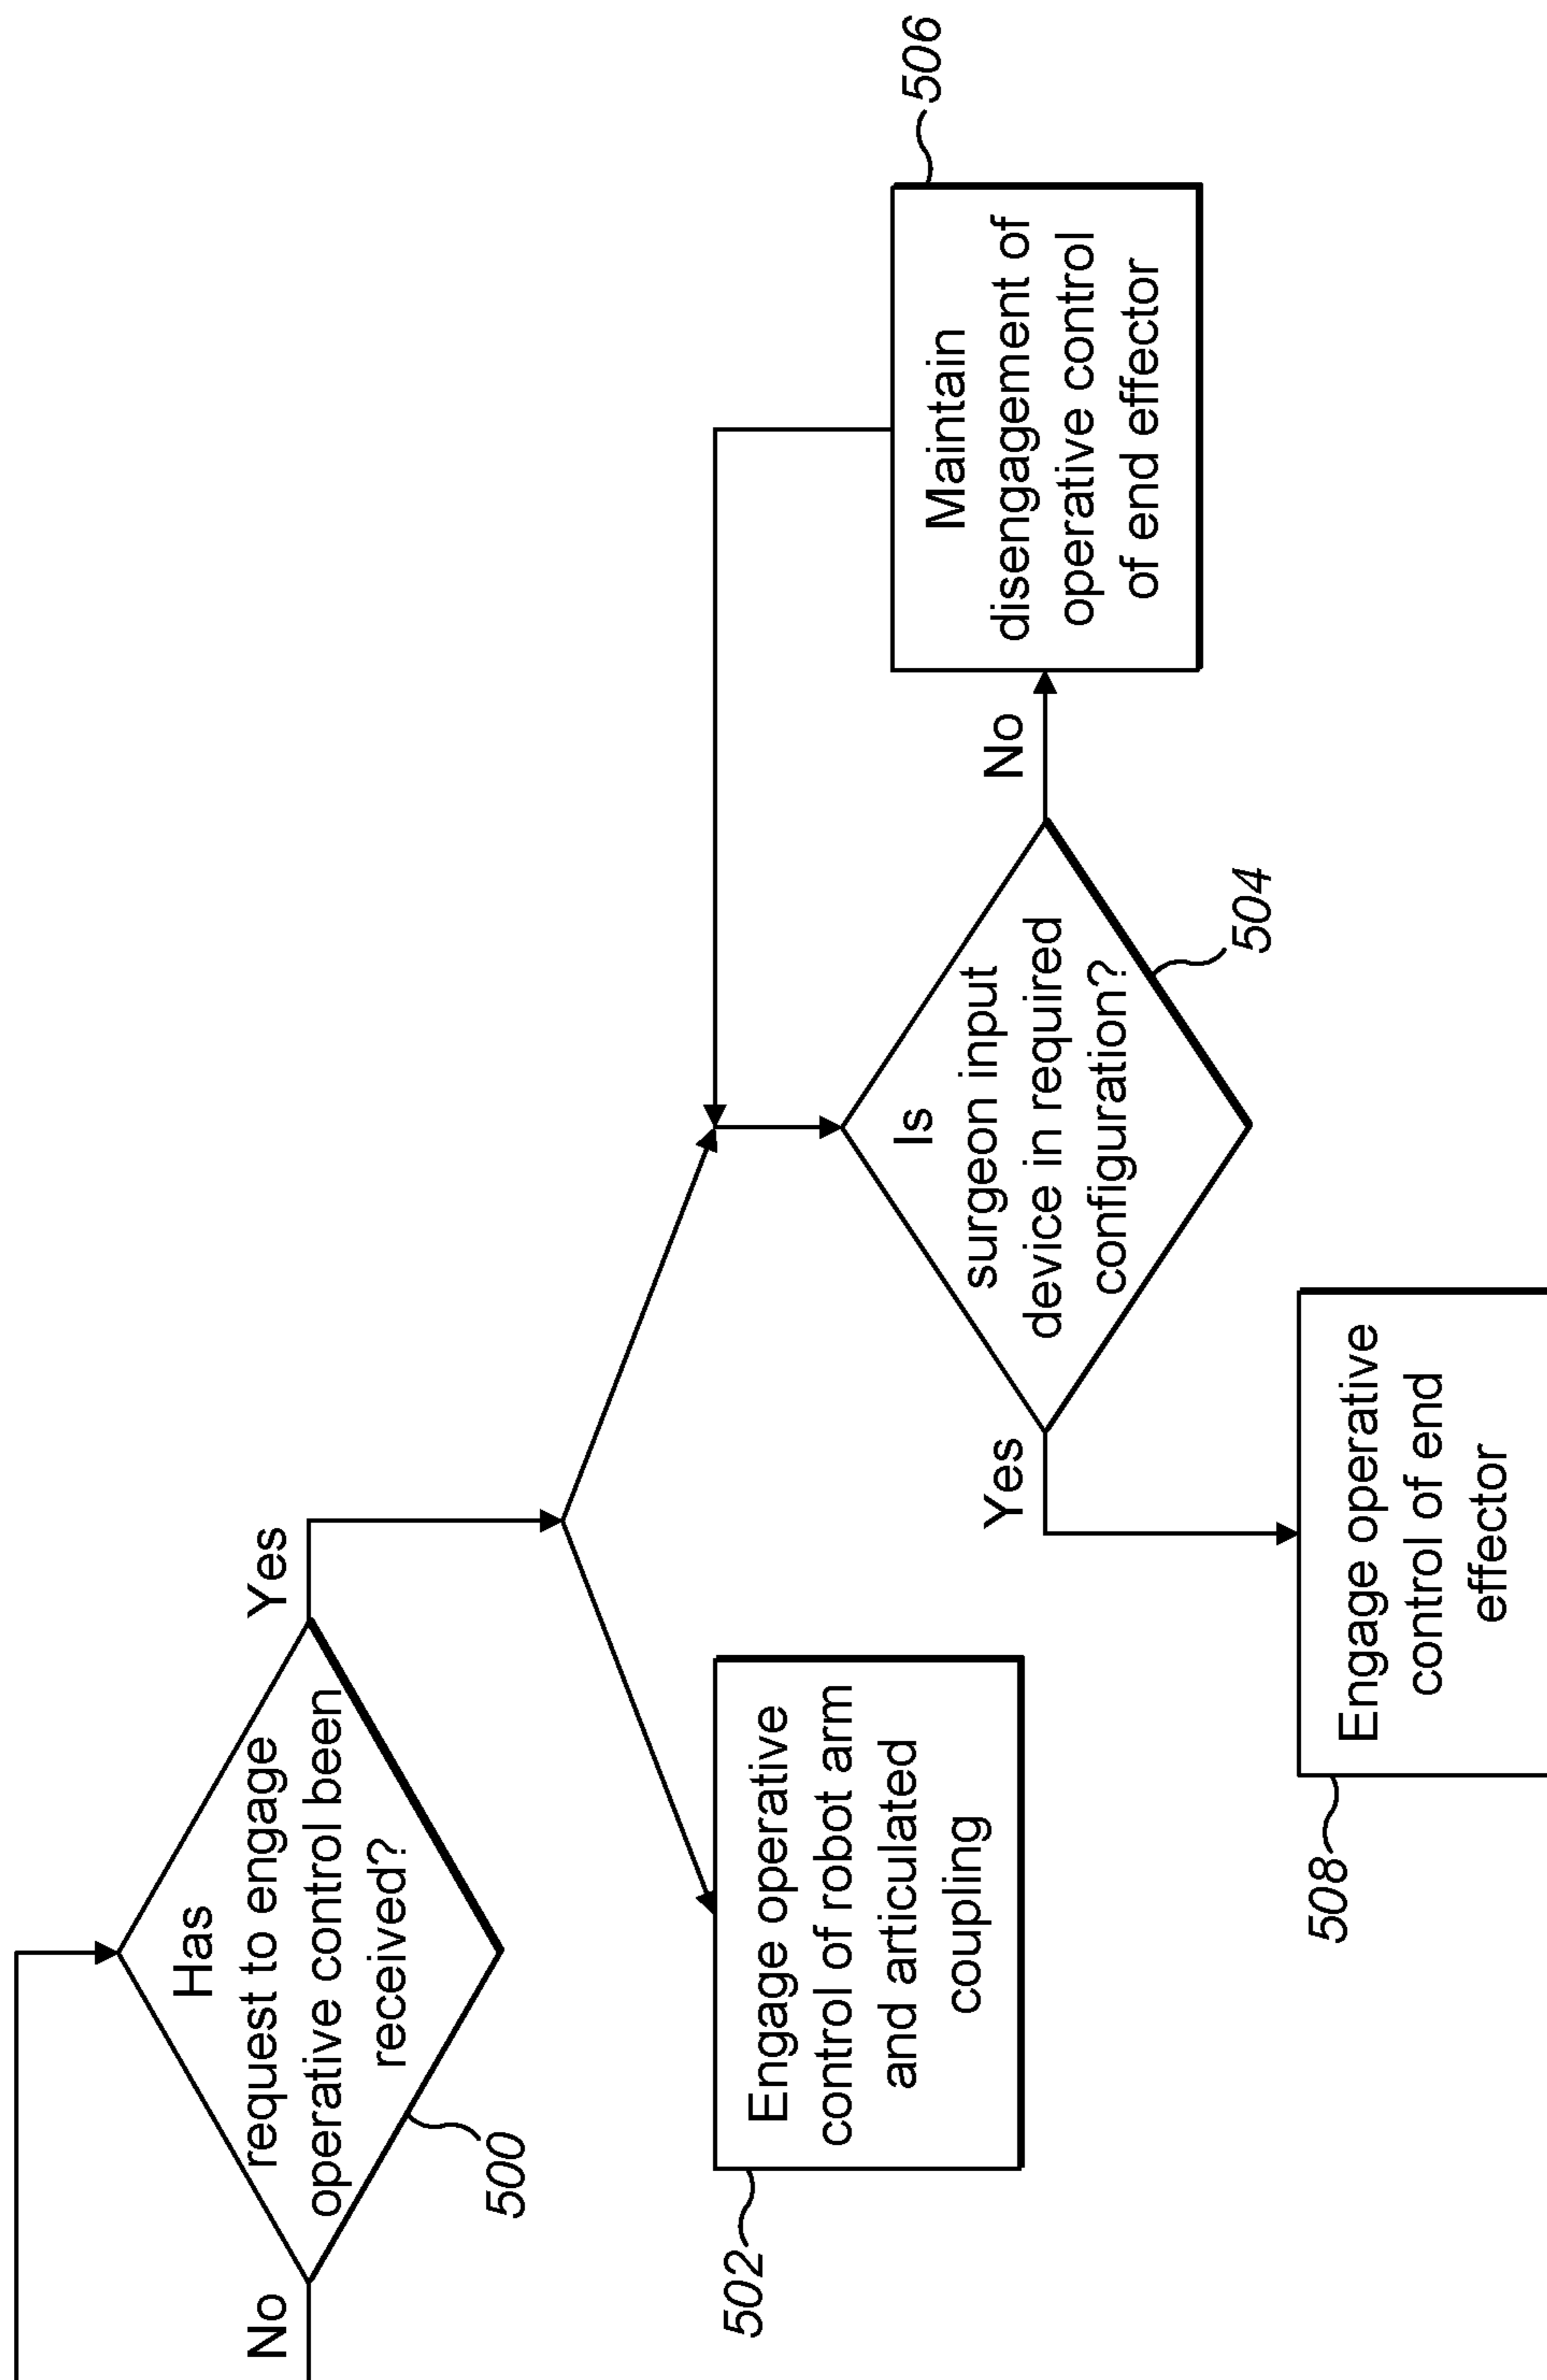 Has
request to engage
operative control been
received?
No
Yes
500
Engage operative
control of robot arm
and articulated
coupling
502
Is
surgeon input
device in required
configuration?
Yes
No
504
Maintain
disengagement of
operative control
of end effector
506
Engage operative
control of end
effector
508